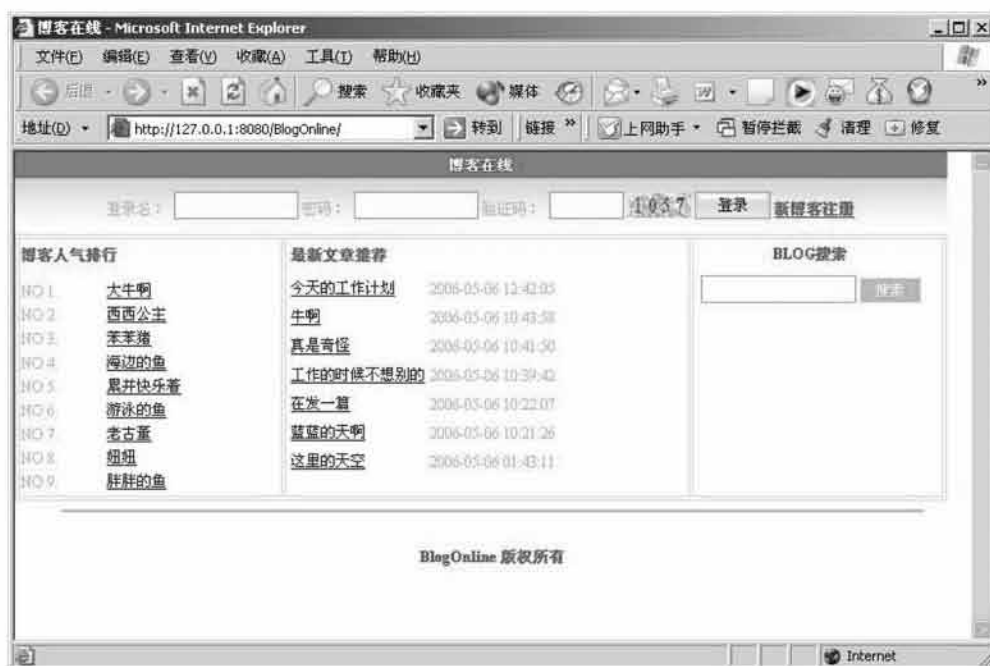 博客在线 - Microsoft Internet Explorer
文件(F) 编辑(E) 查看(V) 收藏(A) 工具(T) 帮助(H)
后退 搜索 收藏夹 媒体 »
地址(D) http://127.0.0.1:8080/BlogOnline/ 转到 链接 » 上网助手 暂停拦截 清理 修复
博客在线
登录名： 密码： 验证码： 1037 登录 新博客注册
博客人气排行 最新文章推荐 BLOG搜索
搜索
NO 1. 大牛啊 今天的工作计划 2006-05-06 12:42:05
NO 2. 西西公主 牛啊 2006-05-06 10:43:58
NO 3. 苯苯猪 真是奇怪 2006-05-06 10:41:50
NO 4. 海边的鱼 工作的时候不想别的 2006-05-06 10:39:42
NO 5. 累并快乐着 在发一篇 2006-05-06 10:22:07
NO 6. 游泳的鱼 蓝蓝的天啊 2006-05-06 10:21:26
NO 7. 老古董 这里的天空 2006-05-06 01:43:11
NO 8. 妞妞
NO 9. 胖胖的鱼
BlogOnline 版权所有
Internet